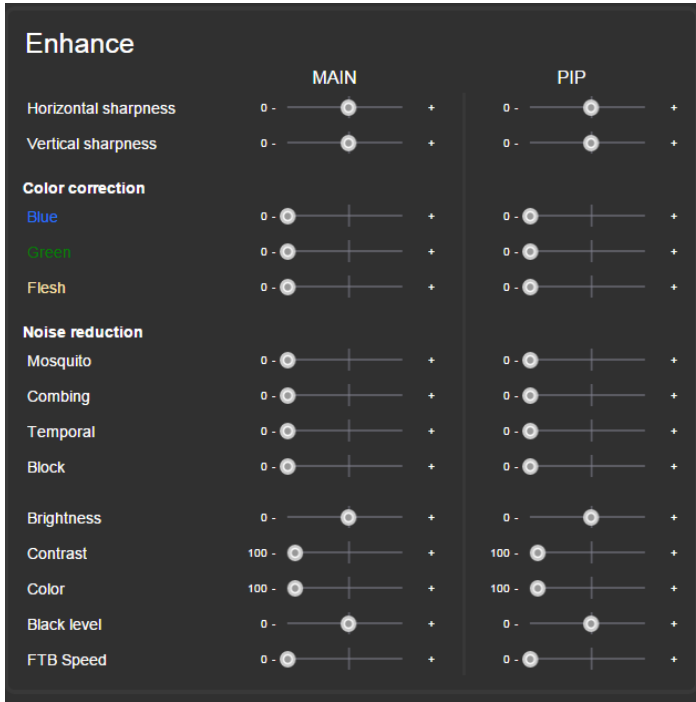 Enhance
MAIN PIP
Horizontal sharpness 0 - + 0 - +
Vertical sharpness 0 - + 0 - +
Color correction
Blue 0 - + 0 - +
Green 0 - + 0 - +
Flesh 0 - + 0 - +
Noise reduction
Mosquito 0 - + 0 - +
Combing 0 - + 0 - +
Temporal 0 - + 0 - +
Block 0 - + 0 - +
Brightness 0 - + 0 - +
Contrast 100 - + 100 - +
Color 100 - + 100 - +
Black level 0 - + 0 - +
FTB Speed 0 - + 0 - +